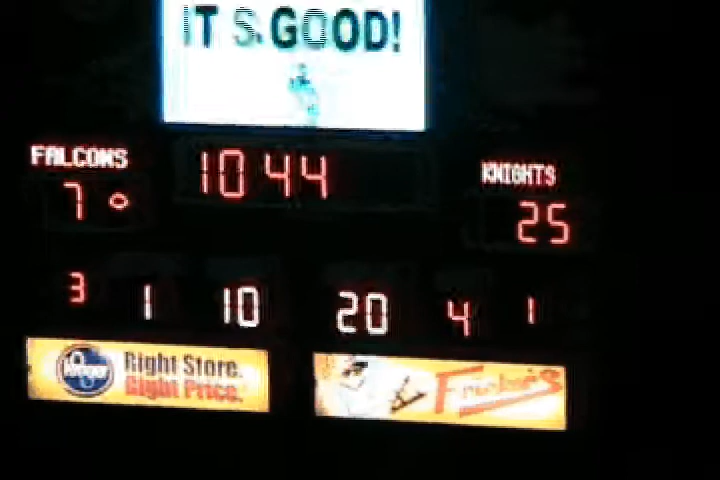 IT'S GOOD!
FALCONS 10 44 KNIGHTS
7 25
3 1 10 20 4 1
Kroger Right Store. Right Price.
Fricker's